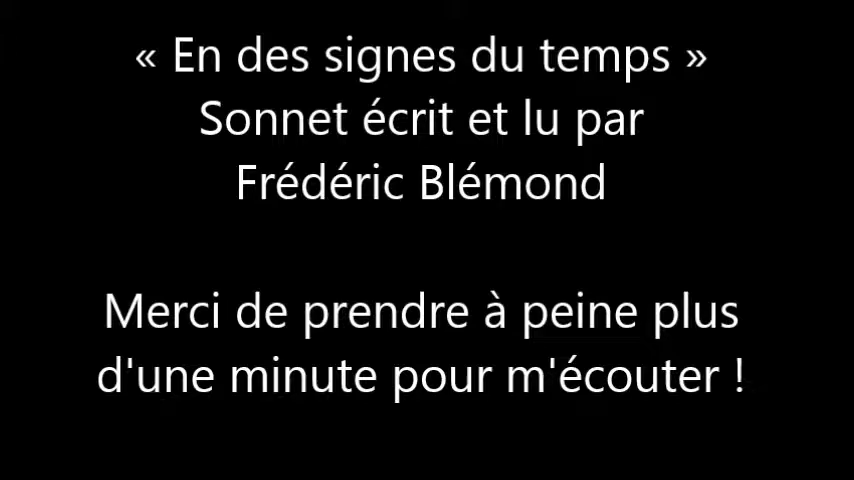 « En des signes du temps »
Sonnet écrit et lu par
Frédéric Blémond
Merci de prendre à peine plus
d'une minute pour m'écouter !